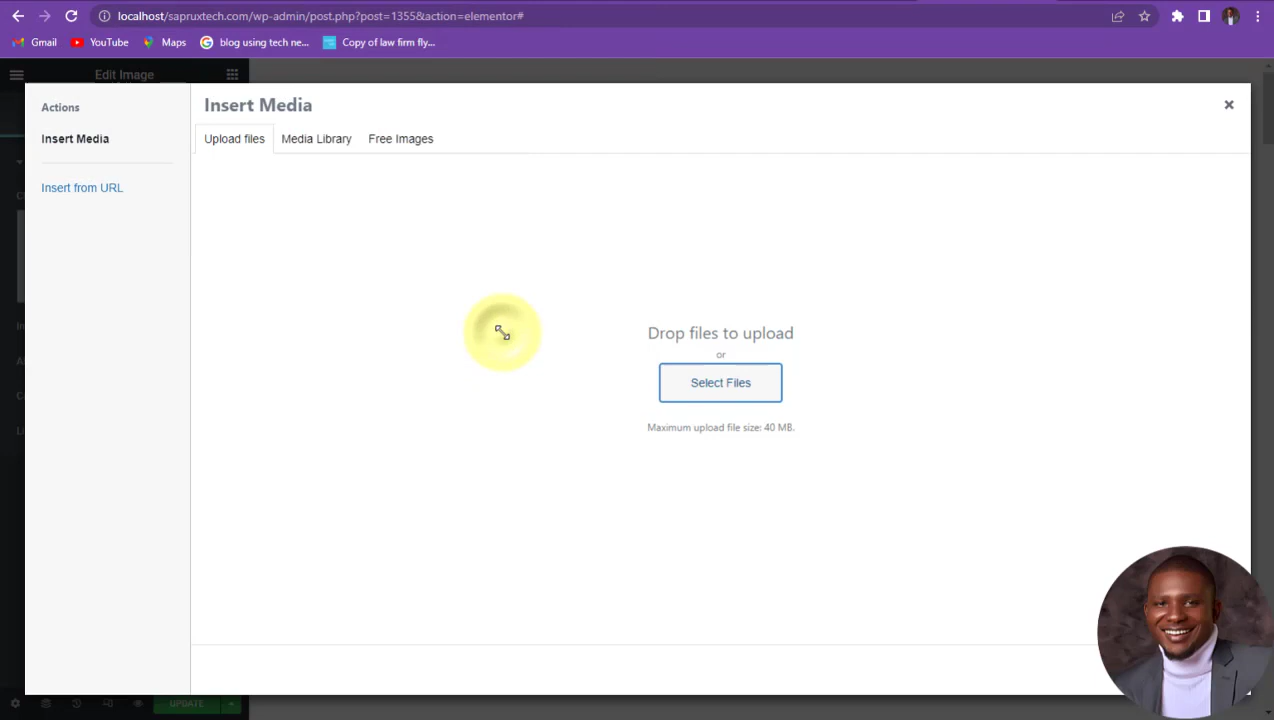 localhost/sapruxtech.com/wp-admin/post.php?post=1355&action=elementor#
Gmail
YouTube
Maps
blog using tech ne...
Copy of law firm fly...
Edit Image
Actions
Insert Media
Insert from URL
Insert Media
Upload files
Media Library
Free Images
Drop files to upload
or
Select Files
Maximum upload file size: 40 MB.
UPDATE